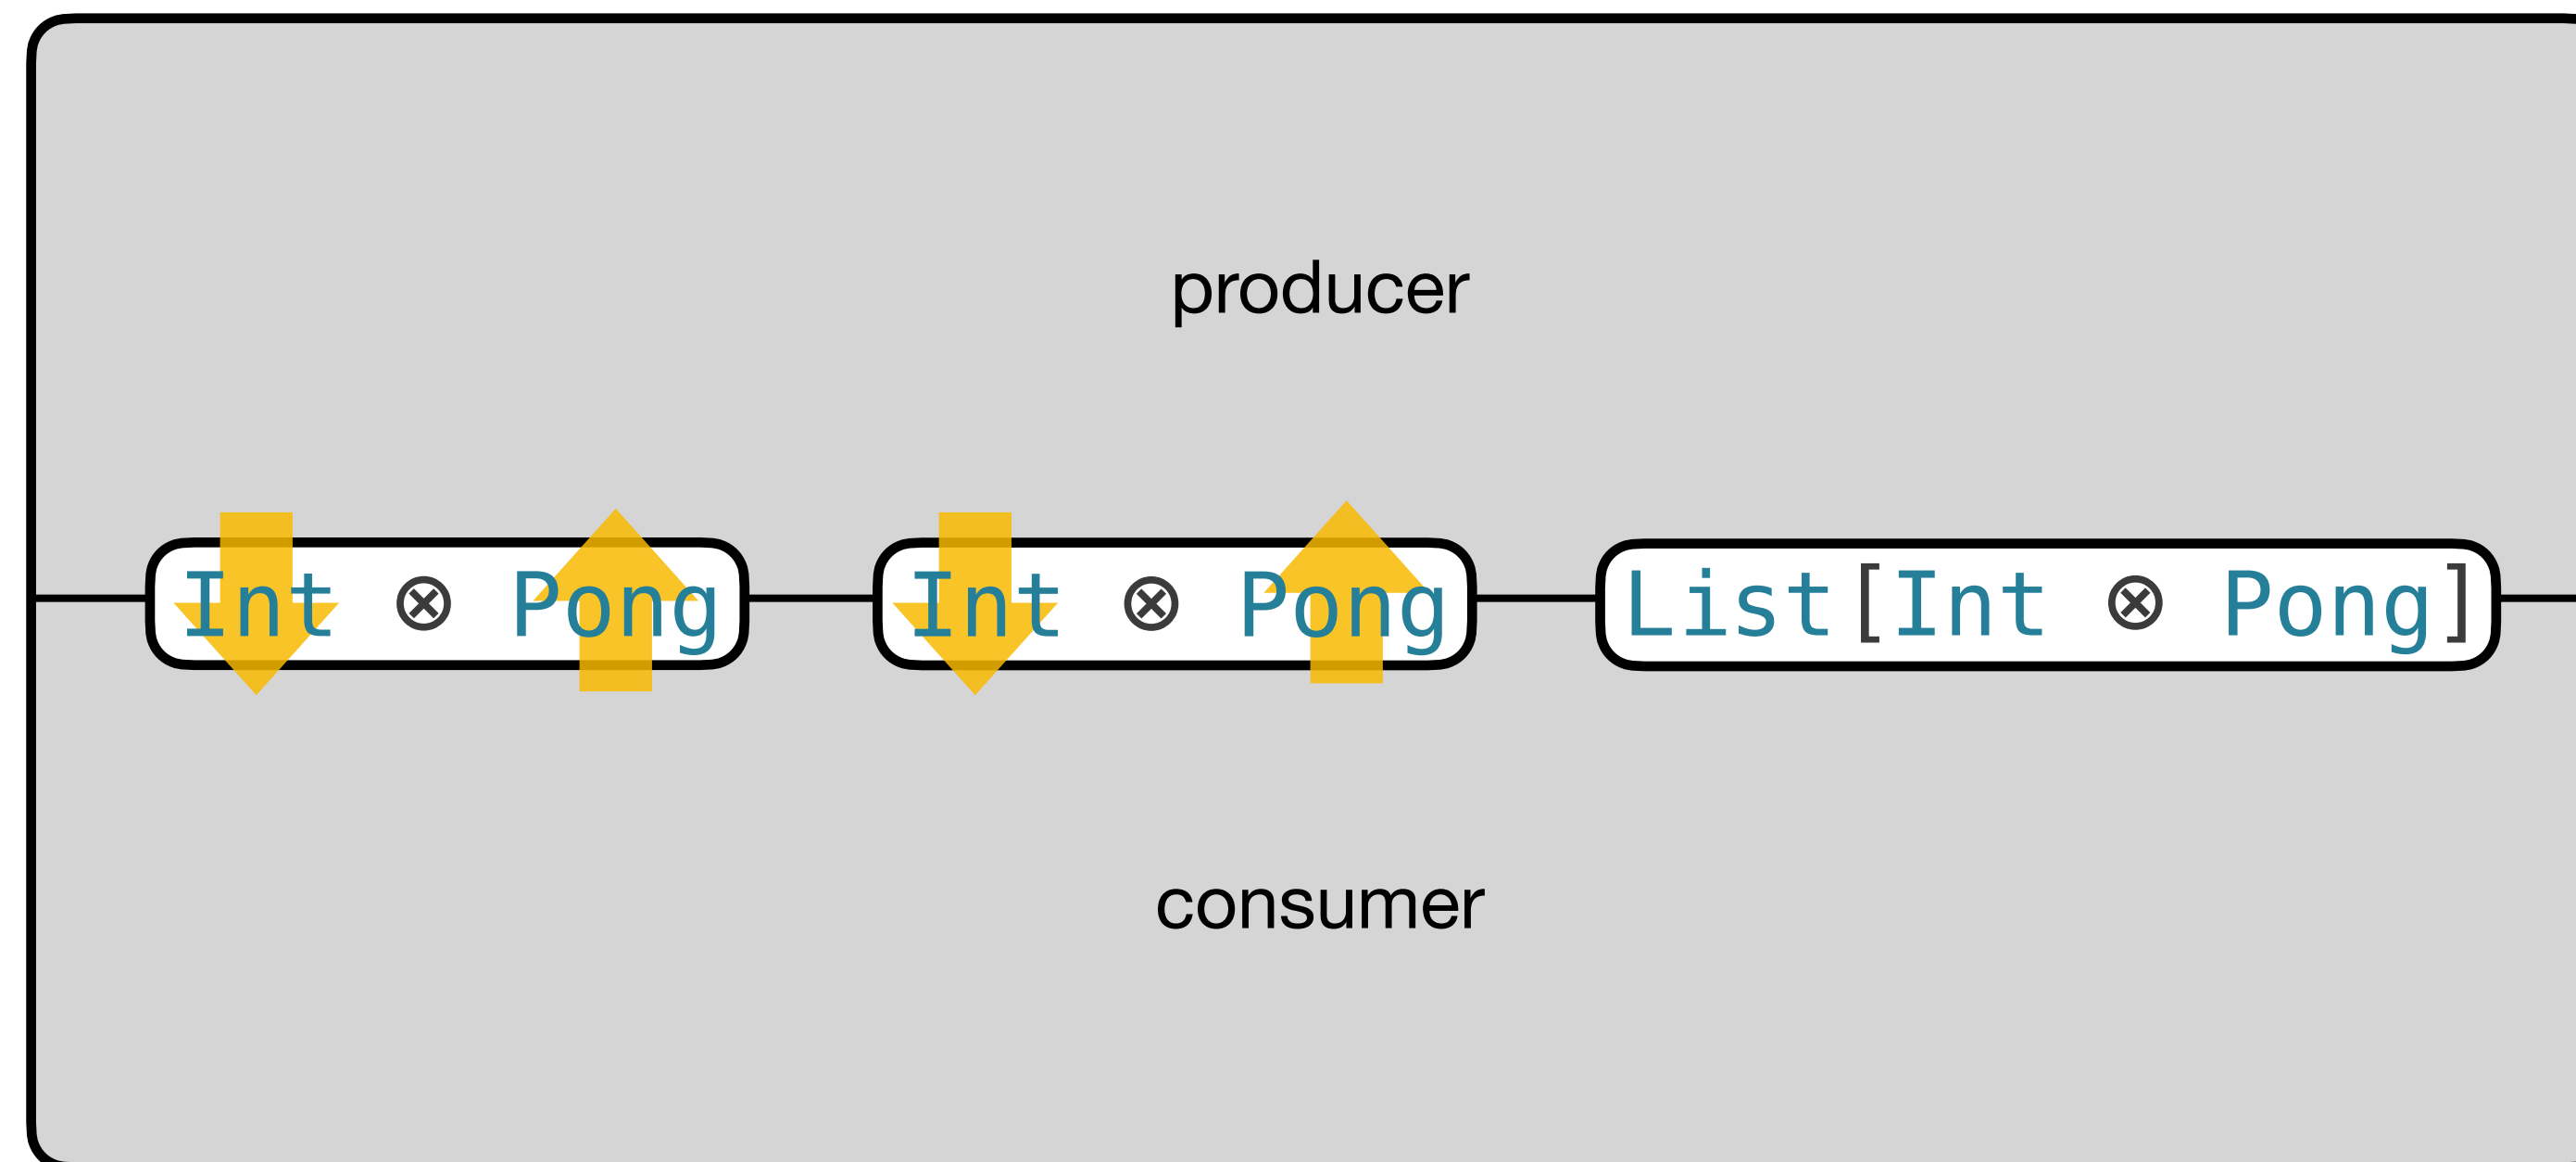 producer
Int ⊗ Pong
Int ⊗ Pong
List[Int ⊗ Pong]
consumer